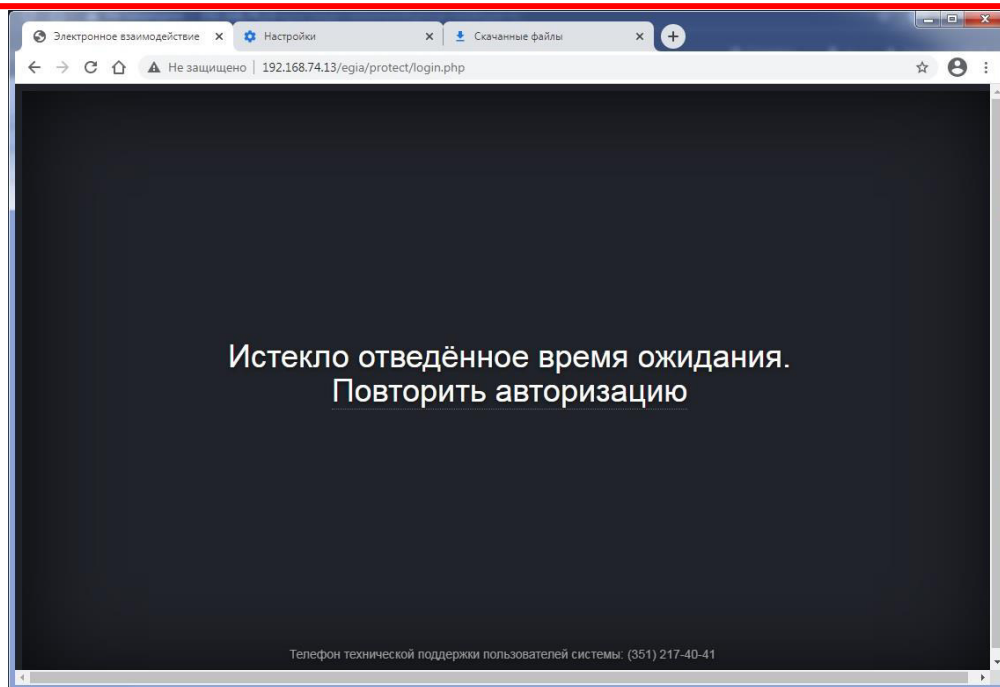 Электронное взаимодействие
Настройки
Скачанные файлы
Не защищено | 192.168.74.13/egia/protect/login.php
Истекло отведённое время ожидания.
Повторить авторизацию
Телефон технической поддержки пользователей системы: (351) 217-40-41